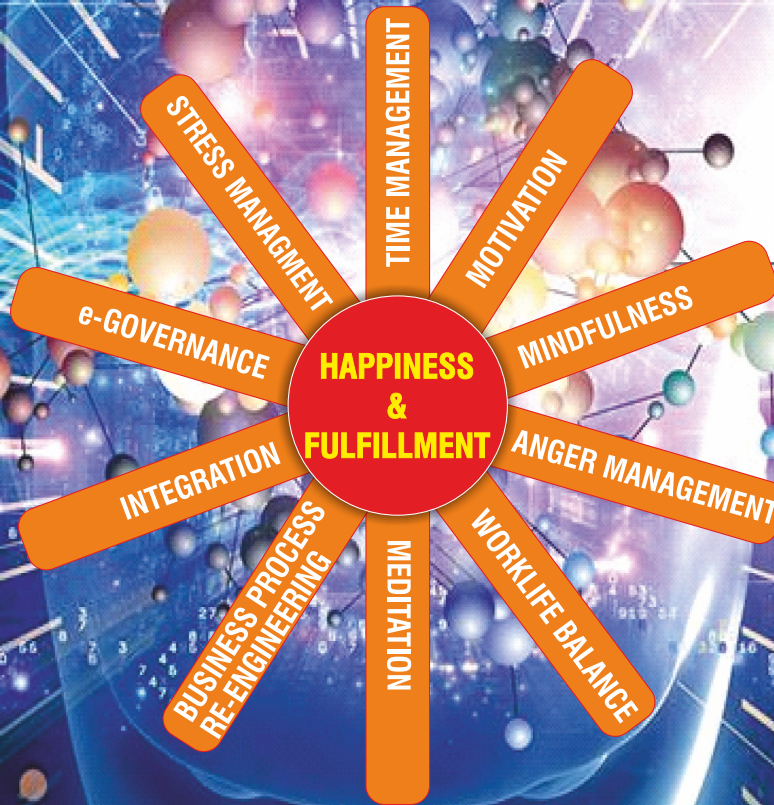 TIME MANAGEMENT
MOTIVATION
MINDFULNESS
ANGER MANAGEMENT
WORKLIFE BALANCE
MEDITATION
BUSINESS PROCESS
RE-ENGINEERING
INTEGRATION
e-GOVERNANCE
STRESS MANAGMENT
HAPPINESS
&
FULFILLMENT